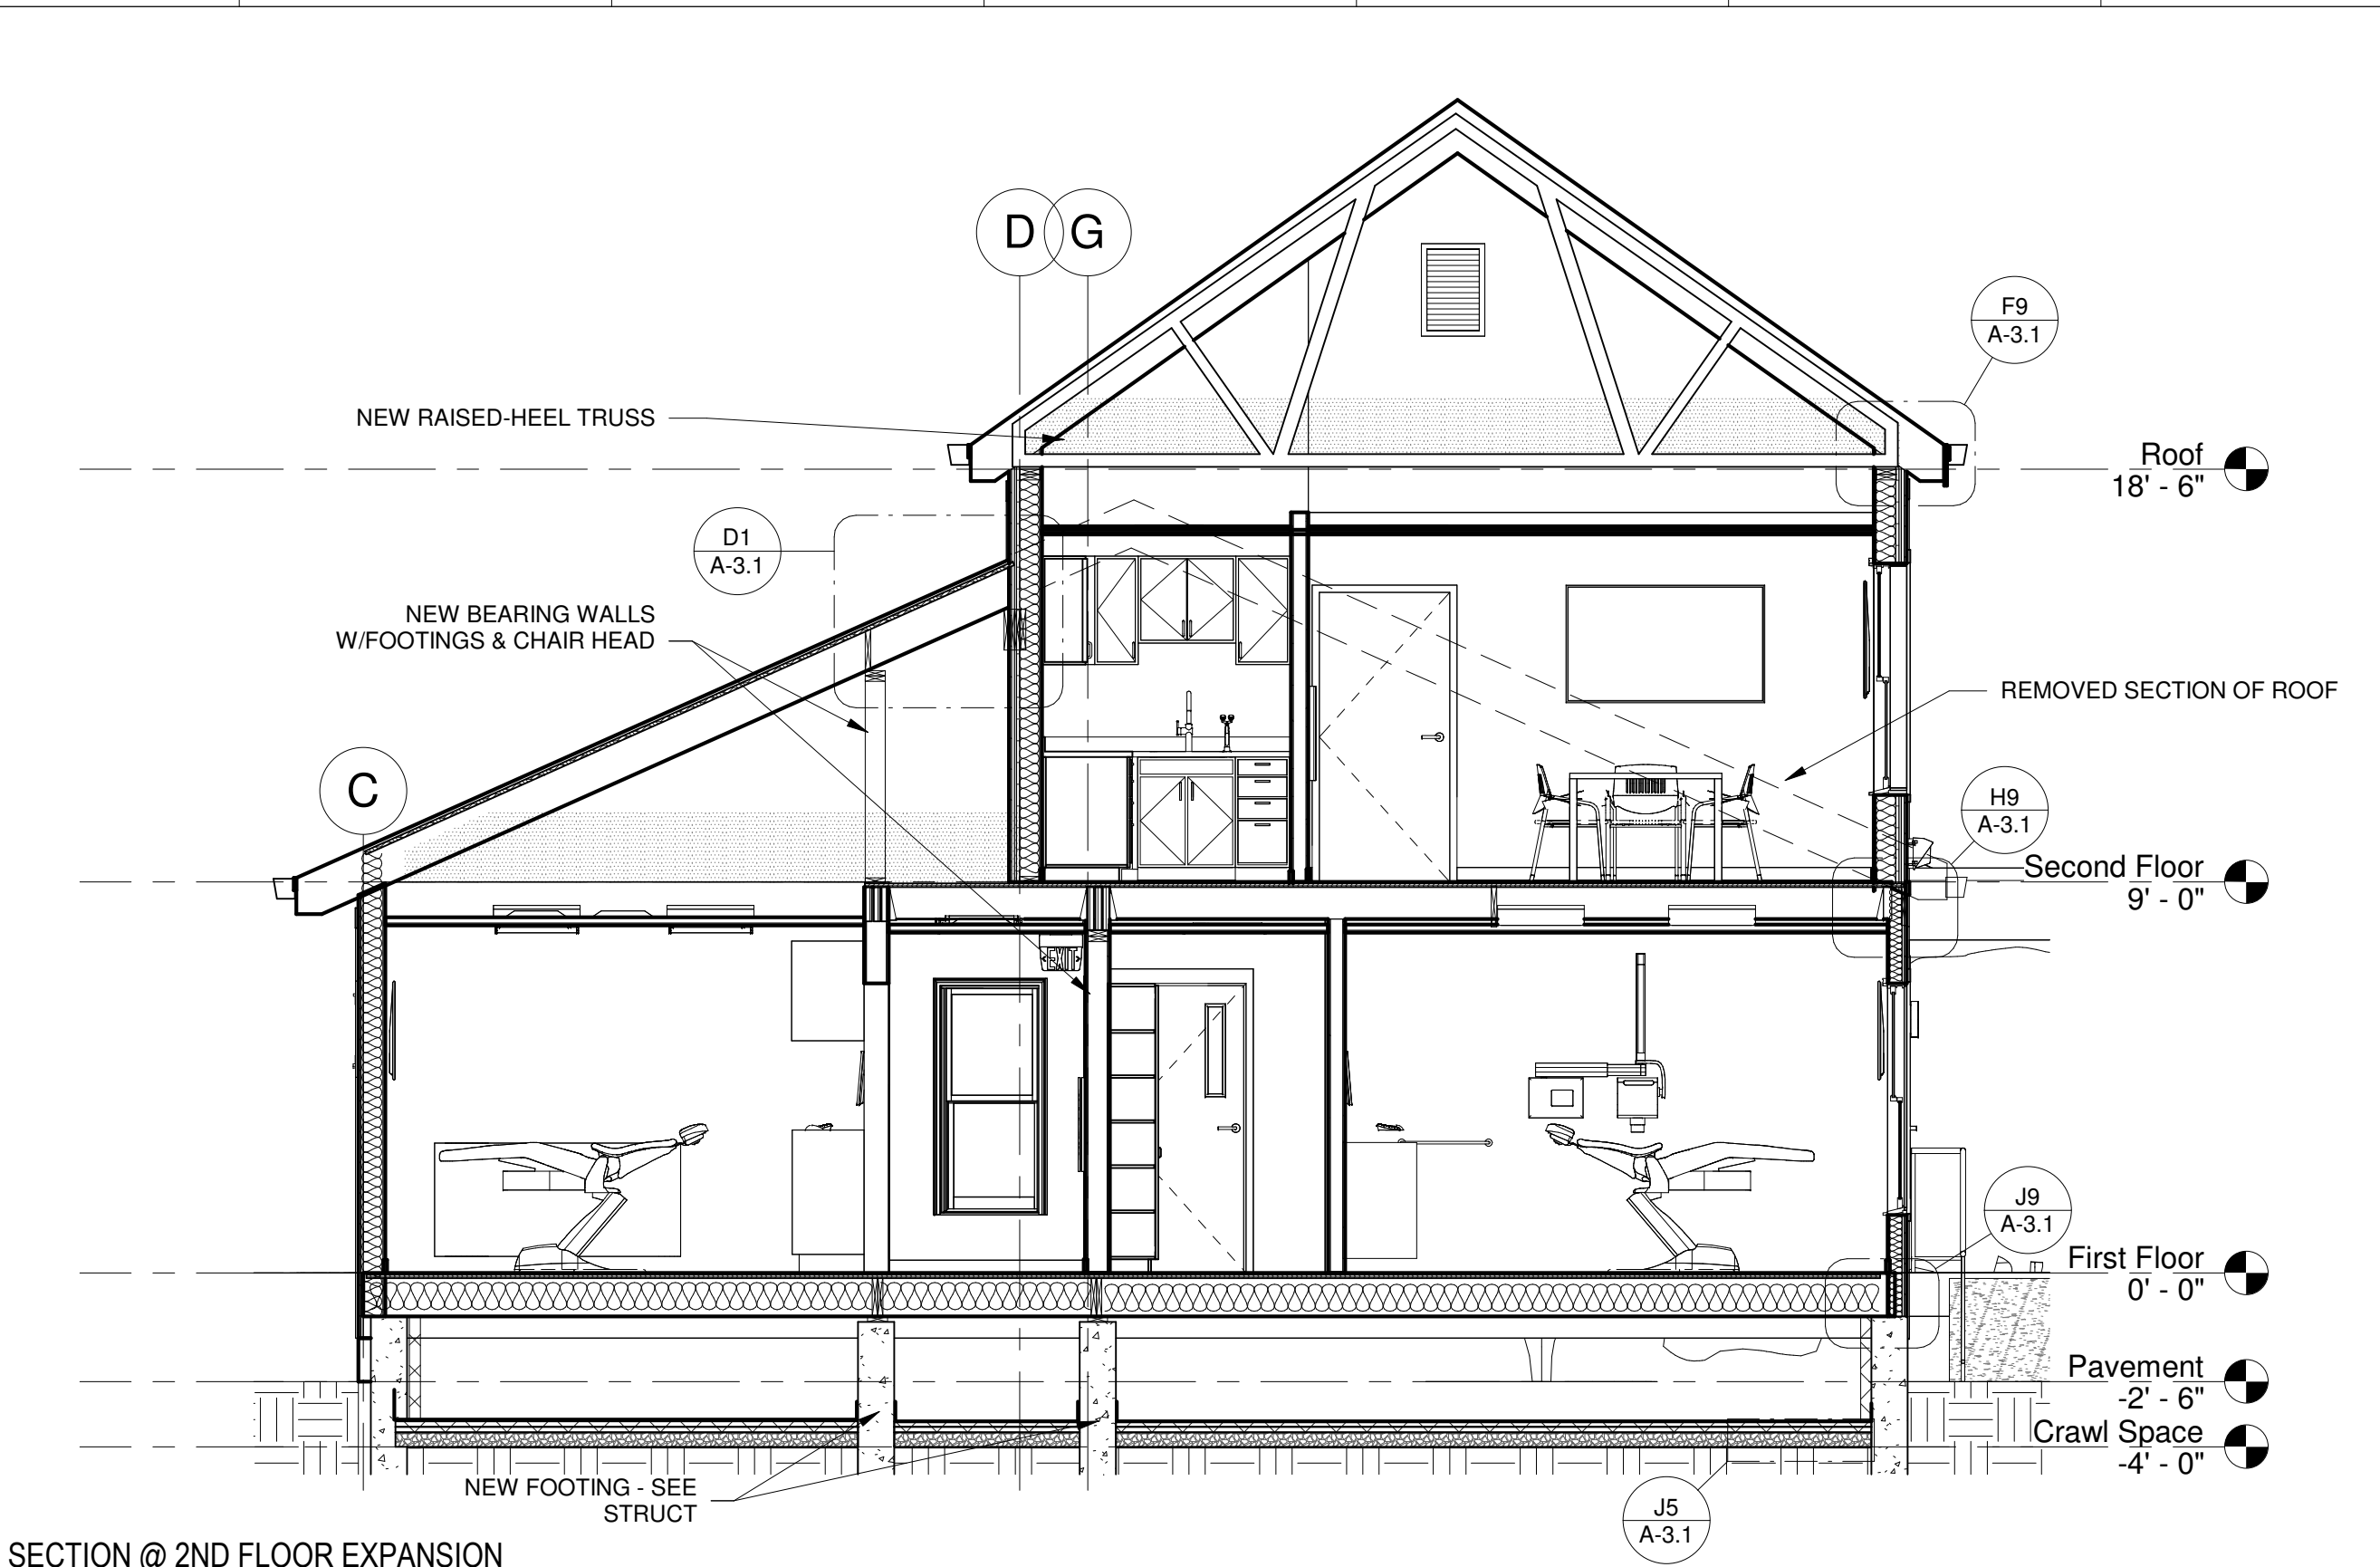 D G
F9
A-3.1
NEW RAISED-HEEL TRUSS
Roof
18' - 6"
D1
A-3.1
NEW BEARING WALLS
W/FOOTINGS & CHAIR HEAD
REMOVED SECTION OF ROOF
C
H9
A-3.1
Second Floor
9' - 0"
EXIT
J9
A-3.1
First Floor
0' - 0"
Pavement
-2' - 6"
Crawl Space
-4' - 0"
NEW FOOTING - SEE
STRUCT
J5
A-3.1
SECTION @ 2ND FLOOR EXPANSION